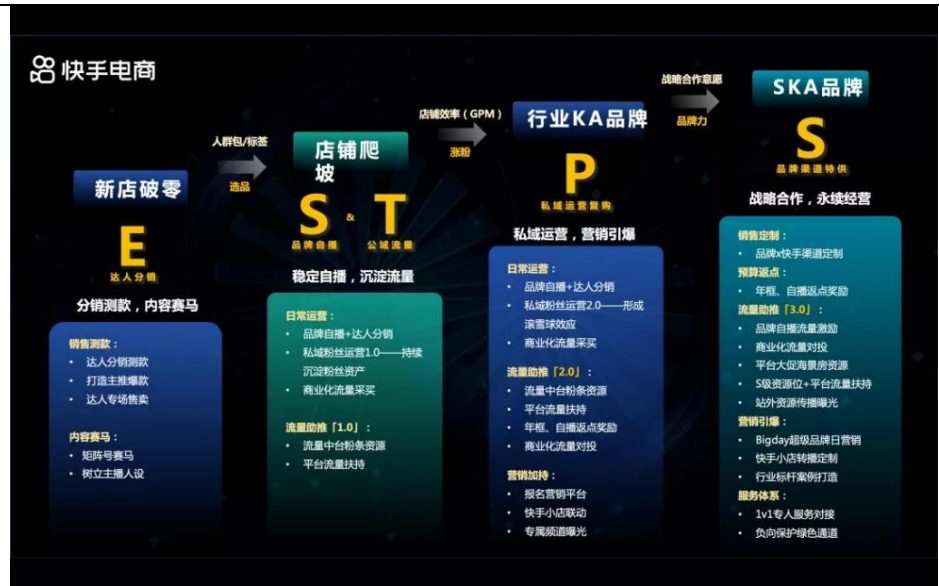 快手电商
新店破零
E
达人分销
分销测款，内容赛马
销售测款：
• 达人分销测款
• 打造主推爆款
• 达人专场售卖
内容赛马：
• 矩阵号赛马
• 树立主播人设
人群包/标签
选品
店铺爬
坡
S & T
品牌自播 公域流量
稳定自播，沉淀流量
日常运营：
• 品牌自播+达人分销
• 私域粉丝运营1.0——持续
沉淀粉丝资产
• 商业化流量采买
流量助推「1.0」：
• 流量中台粉条资源
• 平台流量扶持
店铺效率（GPM）
涨粉
行业KA品牌
P
私域运营复购
私域运营，营销引爆
日常运营：
• 品牌自播+达人分销
• 私域粉丝运营2.0——形成
滚雪球效应
• 商业化流量采买
流量助推「2.0」：
• 流量中台粉条资源
• 平台流量扶持
• 年框、自播返点奖励
• 商业化流量对投
营销加持：
• 报名营销平台
• 快手小店联动
• 专属频道曝光
战略合作意愿
品牌力
SKA品牌
S
品牌渠道特供
战略合作，永续经营
销售定制：
• 品牌x快手渠道定制
预算返点：
• 年框、自播返点奖励
流量助推「3.0」：
• 品牌自播流量激励
• 商业化流量对投
• 平台大促海景房资源
• S级资源位+平台流量扶持
• 站外资源传播曝光
营销引爆：
• Bigday超级品牌日营销
• 快手小店转播定制
• 行业标杆案例打造
服务体系：
• 1v1专人服务对接
• 负向保护绿色通道